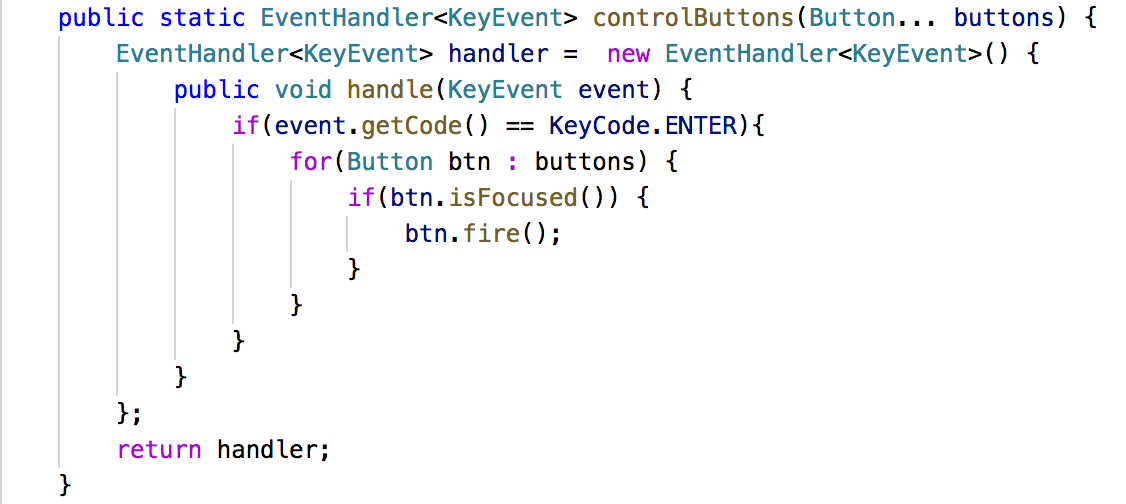 public static EventHandler<KeyEvent> controlButtons(Button... buttons) {
    EventHandler<KeyEvent> handler =  new EventHandler<KeyEvent>() {
        public void handle(KeyEvent event) {
            if(event.getCode() == KeyCode.ENTER){
                for(Button btn : buttons) {
                    if(btn.isFocused()) {
                        btn.fire();
                    }
                }
            }
        }
    };
    return handler;
}